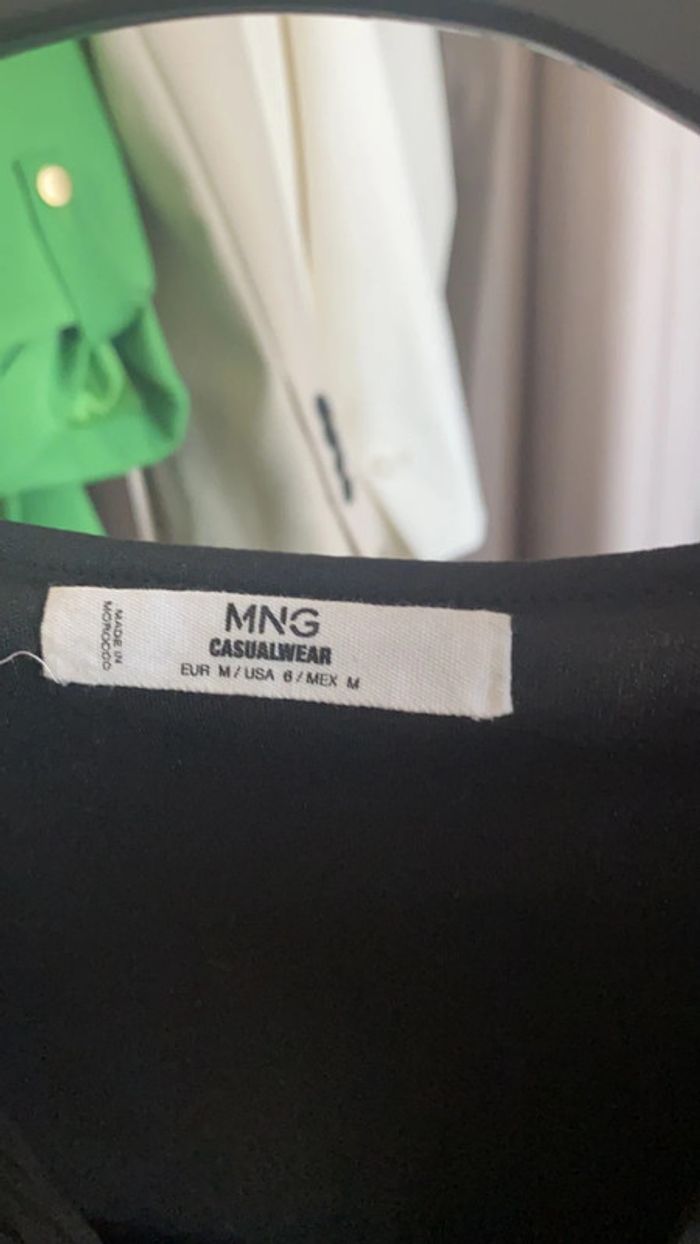 MNG
CASUALWEAR
EUR M / USA 6 / MEX M
MADE IN
MOROCCO